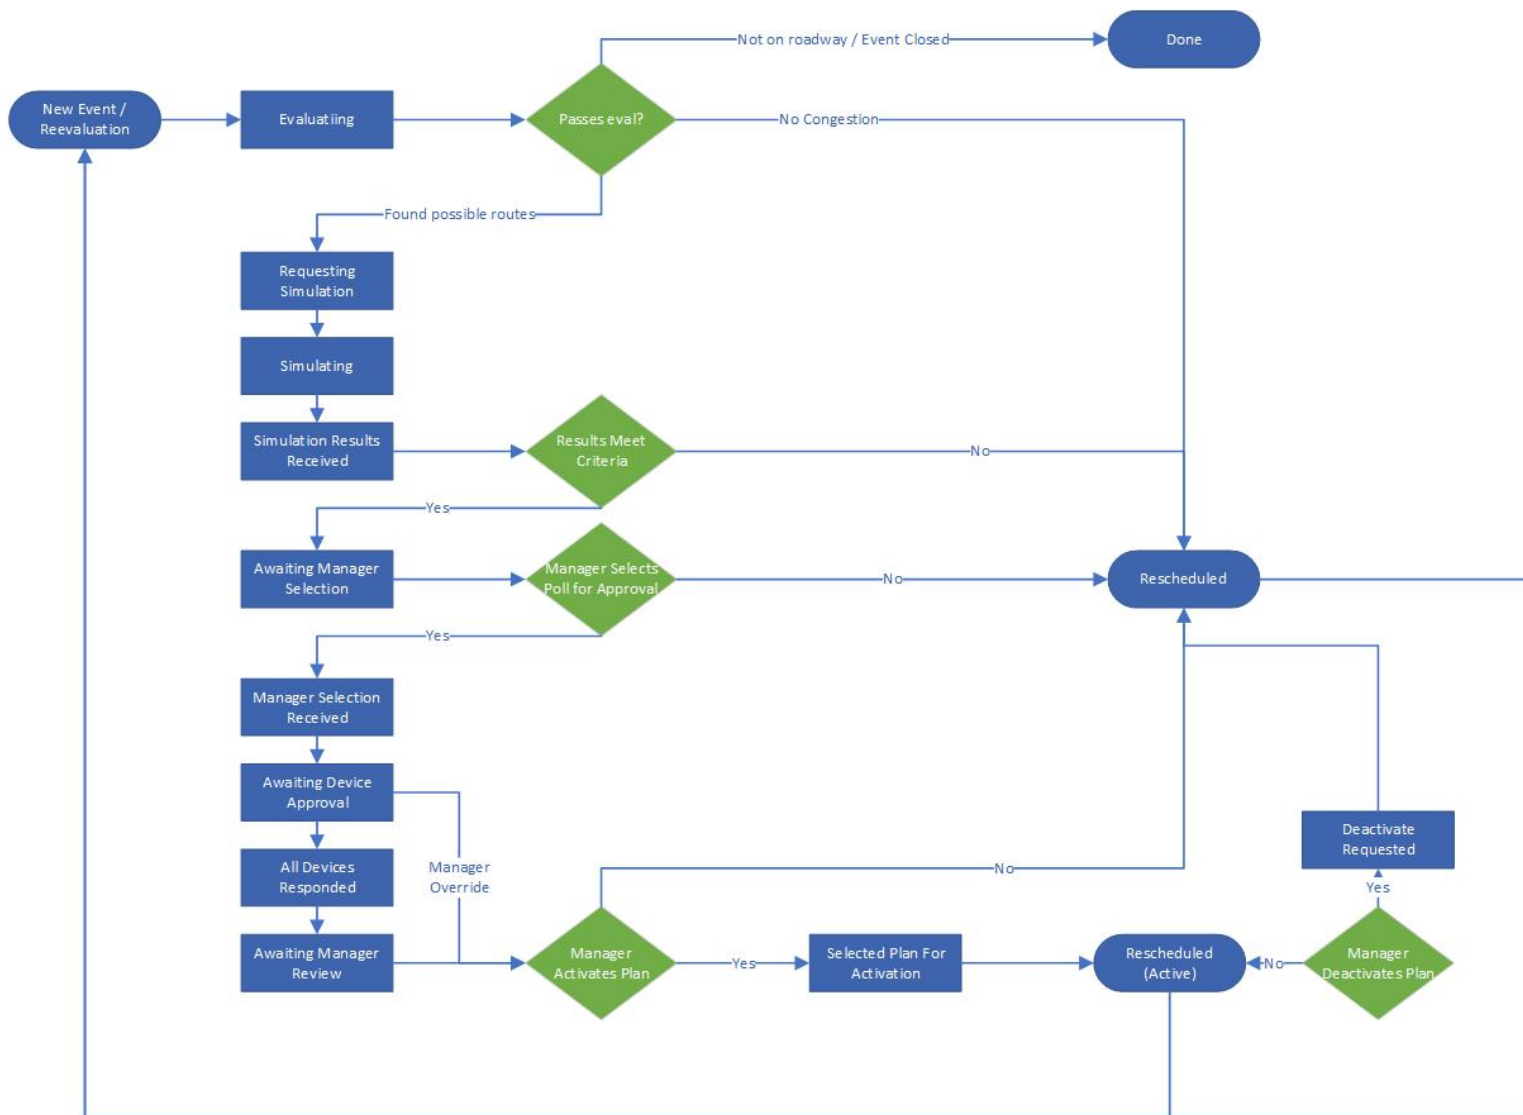 Not on roadway / Event Closed
Done
New Event /
Reevaluation
Evaluatiing
Passes eval?
No Congestion
Found possible routes
Requesting
Simulation
Simulating
Simulation Results
Received
Results Meet
Criteria
No
Yes
Awaiting Manager
Selection
Manager Selects
Poll for Approval
No
Rescheduled
Yes
Manager Selection
Received
Awaiting Device
Approval
All Devices
Responded
Manager
Override
No
Deactivate
Requested
Yes
Awaiting Manager
Review
Manager
Activates Plan
Yes
Selected Plan For
Activation
Rescheduled
(Active)
No
Manager
Deactivates Plan